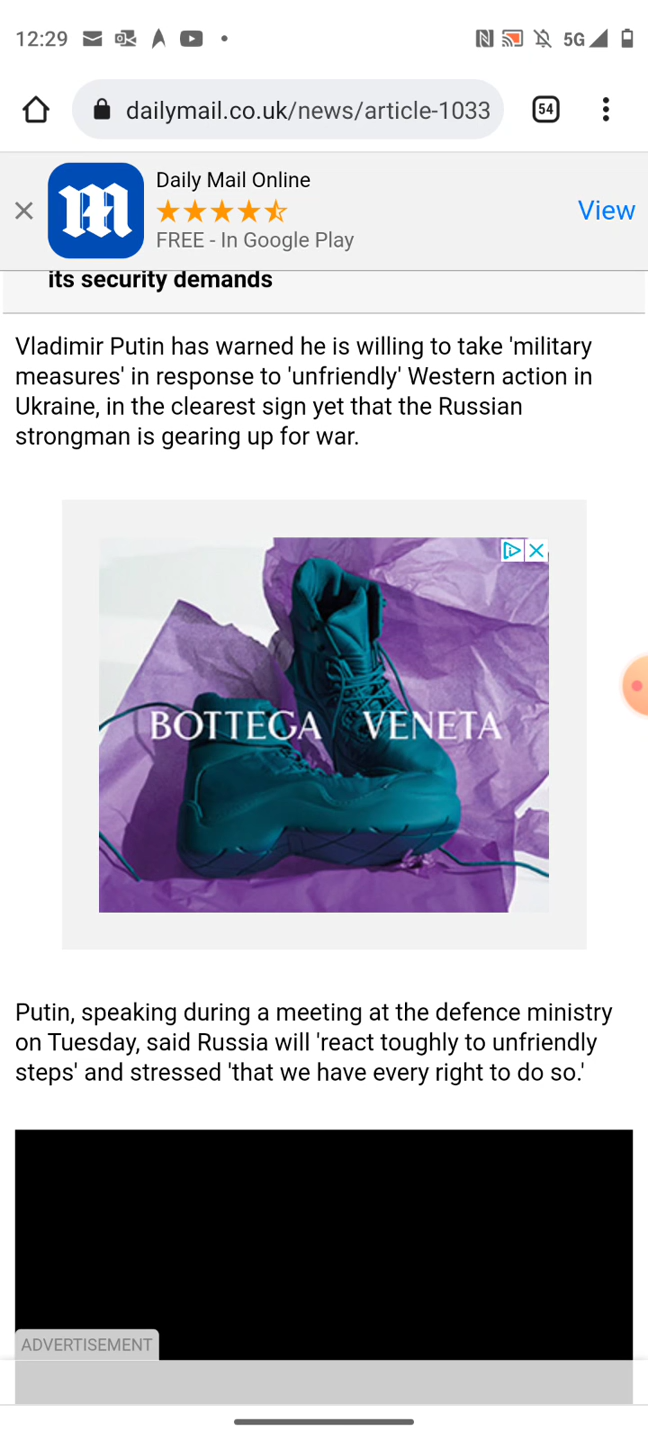 12:29
5G
dailymail.co.uk/news/article-1033
54
Daily Mail Online
FREE - In Google Play
View
its security demands
Vladimir Putin has warned he is willing to take 'military
measures' in response to 'unfriendly' Western action in
Ukraine, in the clearest sign yet that the Russian
strongman is gearing up for war.
BOTTEGA VENETA
Putin, speaking during a meeting at the defence ministry
on Tuesday, said Russia will 'react toughly to unfriendly
steps' and stressed 'that we have every right to do so.'
ADVERTISEMENT